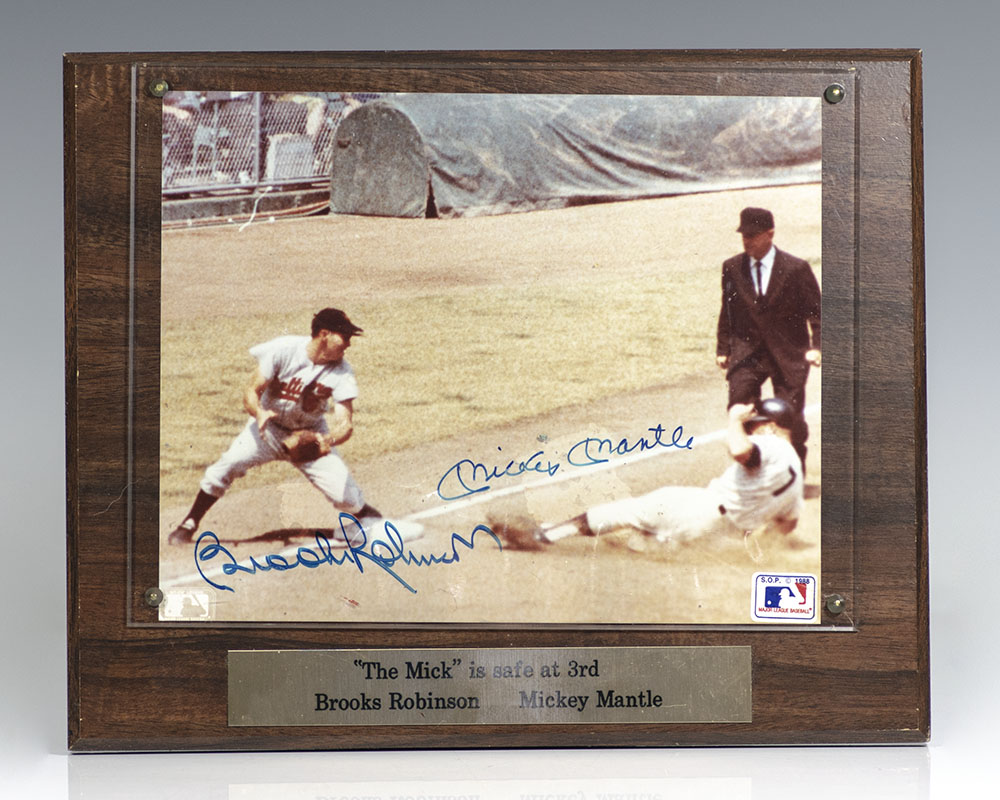 Mickey Mantle
Brooks Robinson
S.O.P. © 1988
MAJOR LEAGUE BASEBALL
"The Mick" is safe at 3rd
Brooks Robinson Mickey Mantle